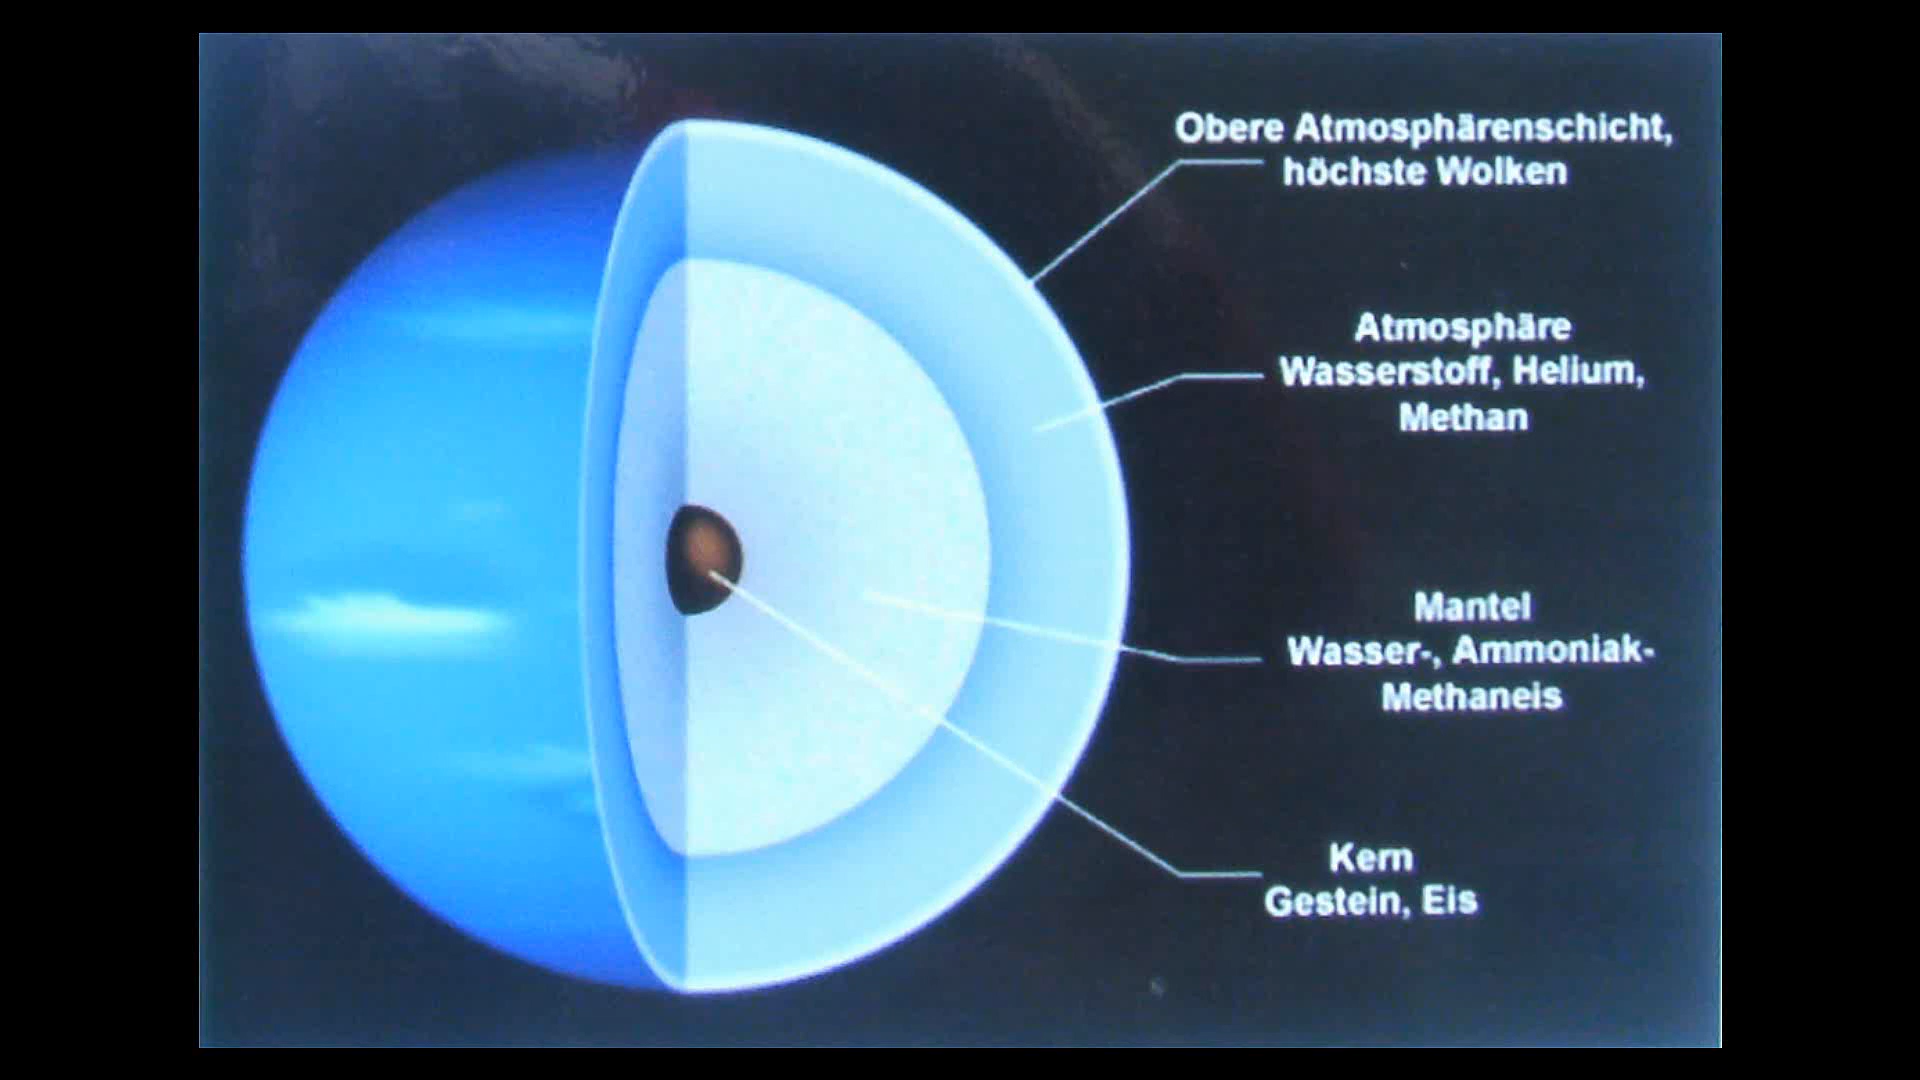 Obere Atmosphärenschicht,
höchste Wolken
Atmosphäre
Wasserstoff, Helium,
Methan
Mantel
Wasser-, Ammoniak-
Methaneis
Kern
Gestein, Eis